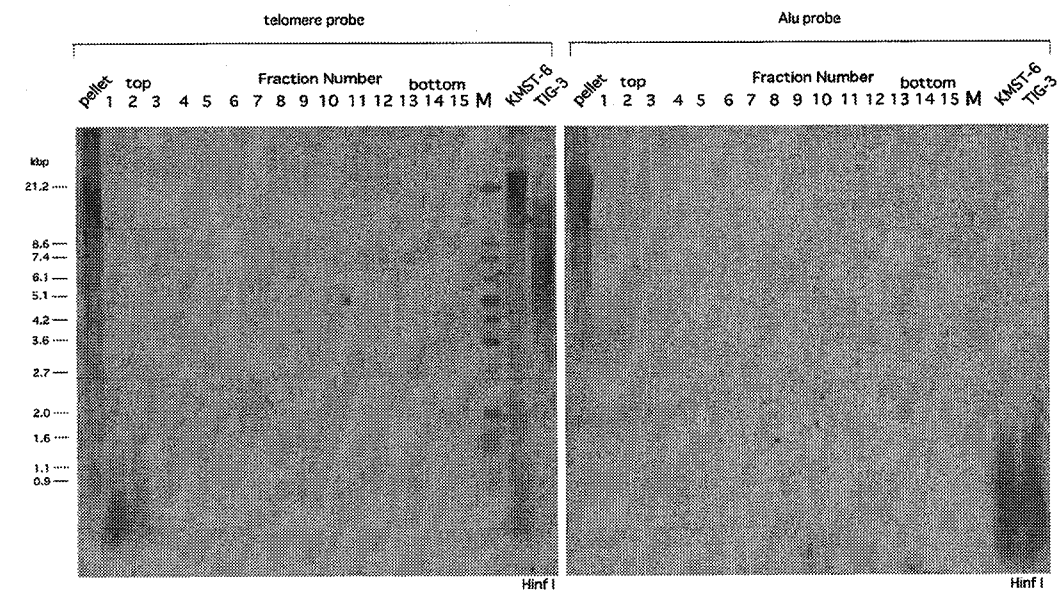 telomere probe Alu probe
pellet top Fraction Number bottom KMST-6 TIG-3 pellet top Fraction Number bottom KMST-6 TIG-3
1 2 3 4 5 6 7 8 9 10 11 12 13 14 15 M 1 2 3 4 5 6 7 8 9 10 11 12 13 14 15 M
kbp
21.2
8.6
7.4
6.1
5.1
4.2
3.6
2.7
2.0
1.6
1.1
0.9
Hinf I Hinf I